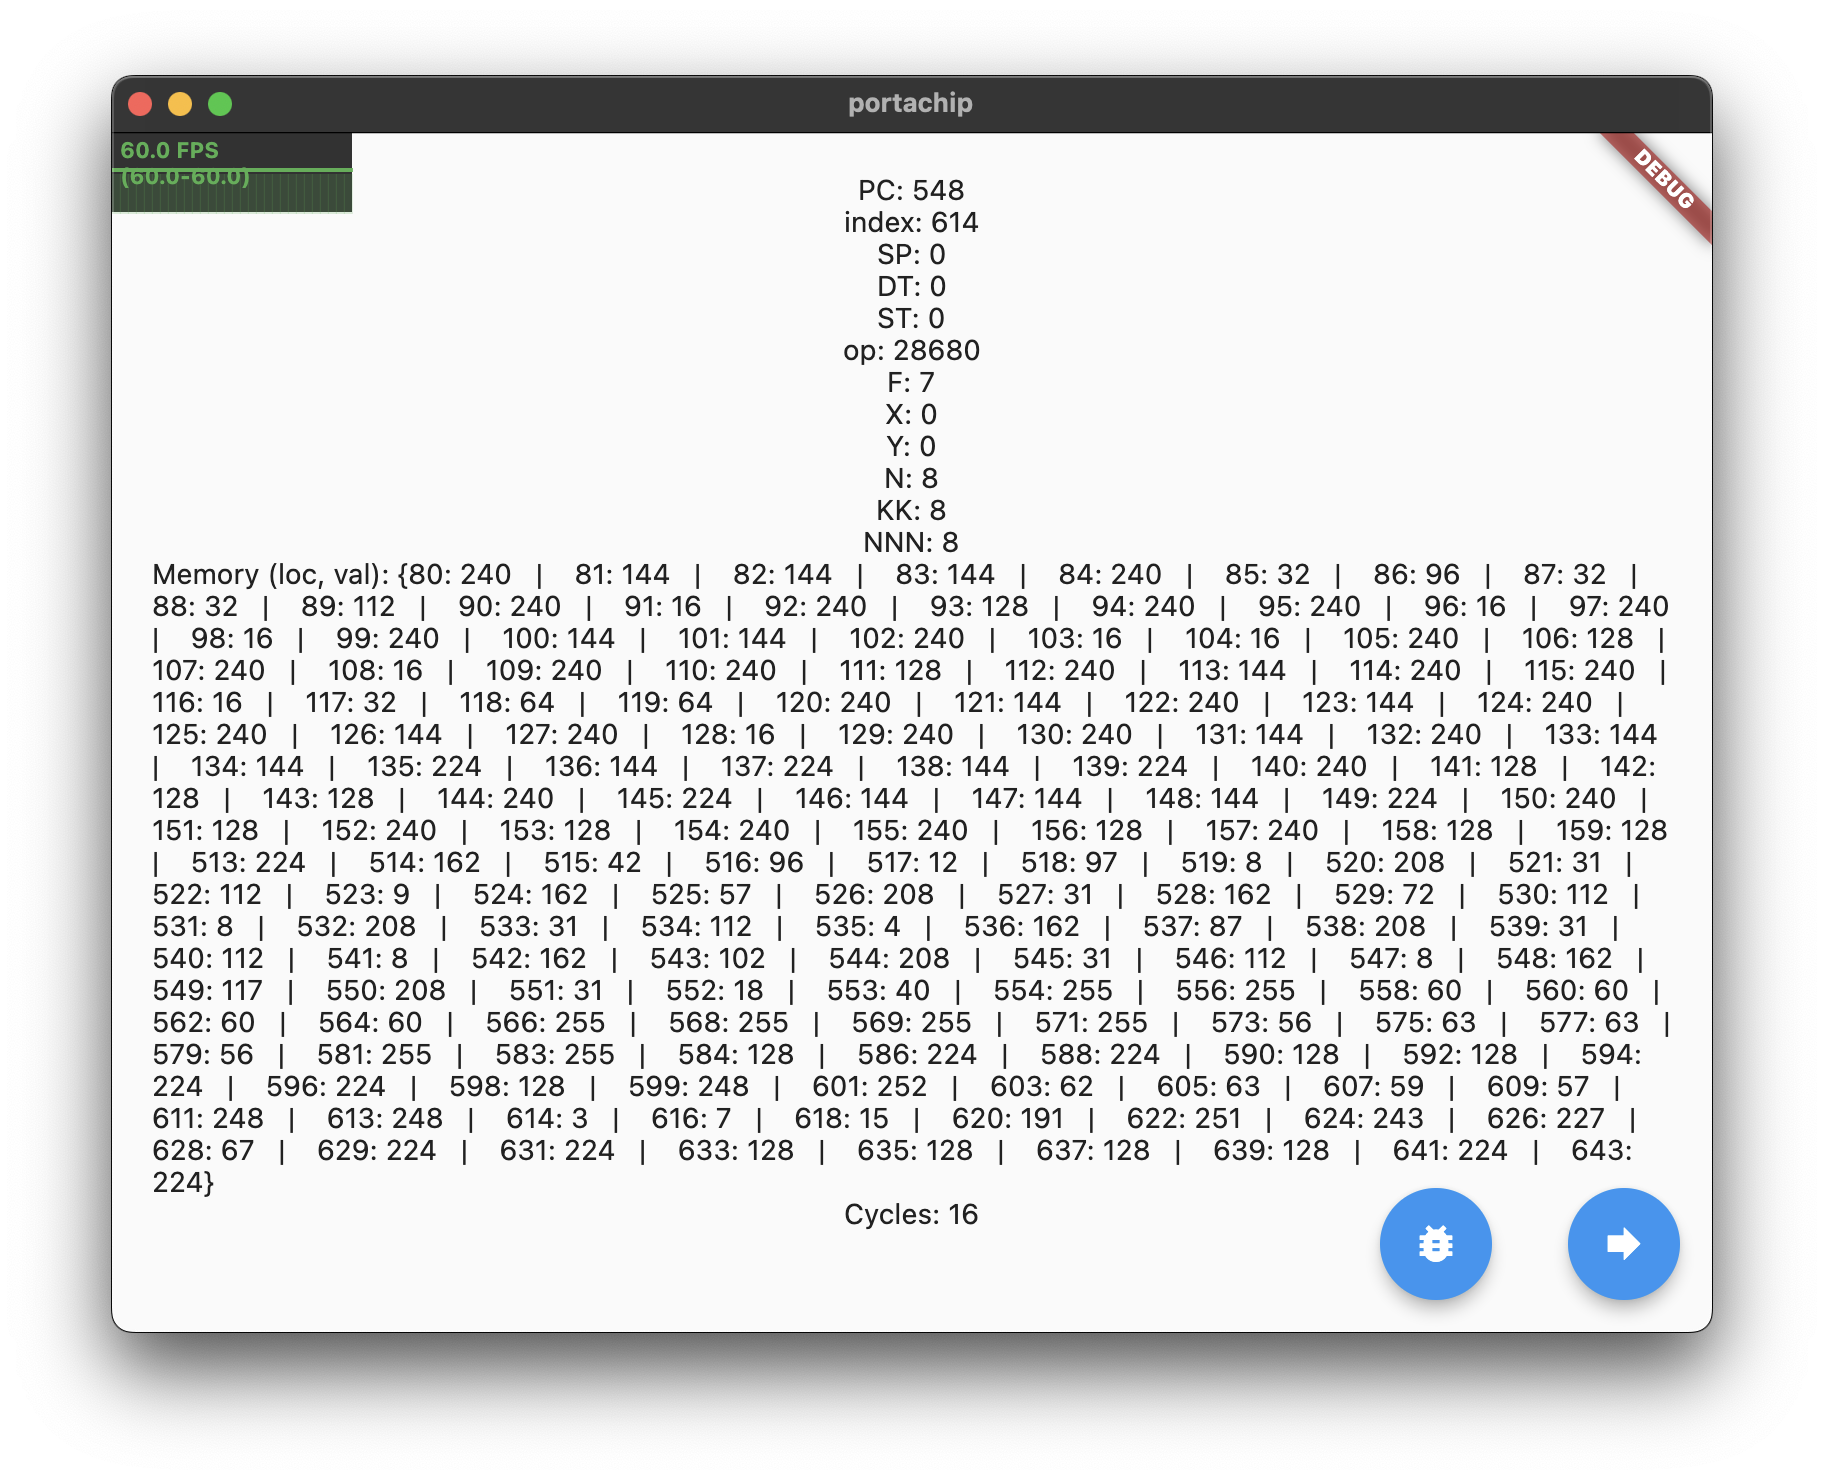 portachip
60.0 FPS
(60.0-60.0)
DEBUG
PC: 548
index: 614
SP: 0
DT: 0
ST: 0
op: 28680
F: 7
X: 0
Y: 0
N: 8
KK: 8
NNN: 8
Memory (loc, val): {80: 240 | 81: 144 | 82: 144 | 83: 144 | 84: 240 | 85: 32 | 86: 96 | 87: 32 |
88: 32 | 89: 112 | 90: 240 | 91: 16 | 92: 240 | 93: 128 | 94: 240 | 95: 240 | 96: 16 | 97: 240
| 98: 16 | 99: 240 | 100: 144 | 101: 144 | 102: 240 | 103: 16 | 104: 16 | 105: 240 | 106: 128 |
107: 240 | 108: 16 | 109: 240 | 110: 240 | 111: 128 | 112: 240 | 113: 144 | 114: 240 | 115: 240 |
116: 16 | 117: 32 | 118: 64 | 119: 64 | 120: 240 | 121: 144 | 122: 240 | 123: 144 | 124: 240 |
125: 240 | 126: 144 | 127: 240 | 128: 16 | 129: 240 | 130: 240 | 131: 144 | 132: 240 | 133: 144
| 134: 144 | 135: 224 | 136: 144 | 137: 224 | 138: 144 | 139: 224 | 140: 240 | 141: 128 | 142:
128 | 143: 128 | 144: 240 | 145: 224 | 146: 144 | 147: 144 | 148: 144 | 149: 224 | 150: 240 |
151: 128 | 152: 240 | 153: 128 | 154: 240 | 155: 240 | 156: 128 | 157: 240 | 158: 128 | 159: 128
| 513: 224 | 514: 162 | 515: 42 | 516: 96 | 517: 12 | 518: 97 | 519: 8 | 520: 208 | 521: 31 |
522: 112 | 523: 9 | 524: 162 | 525: 57 | 526: 208 | 527: 31 | 528: 162 | 529: 72 | 530: 112 |
531: 8 | 532: 208 | 533: 31 | 534: 112 | 535: 4 | 536: 162 | 537: 87 | 538: 208 | 539: 31 |
540: 112 | 541: 8 | 542: 162 | 543: 102 | 544: 208 | 545: 31 | 546: 112 | 547: 8 | 548: 162 |
549: 117 | 550: 208 | 551: 31 | 552: 18 | 553: 40 | 554: 255 | 556: 255 | 558: 60 | 560: 60 |
562: 60 | 564: 60 | 566: 255 | 568: 255 | 569: 255 | 571: 255 | 573: 56 | 575: 63 | 577: 63 |
579: 56 | 581: 255 | 583: 255 | 584: 128 | 586: 224 | 588: 224 | 590: 128 | 592: 128 | 594:
224 | 596: 224 | 598: 128 | 599: 248 | 601: 252 | 603: 62 | 605: 63 | 607: 59 | 609: 57 |
611: 248 | 613: 248 | 614: 3 | 616: 7 | 618: 15 | 620: 191 | 622: 251 | 624: 243 | 626: 227 |
628: 67 | 629: 224 | 631: 224 | 633: 128 | 635: 128 | 637: 128 | 639: 128 | 641: 224 | 643:
224}
Cycles: 16